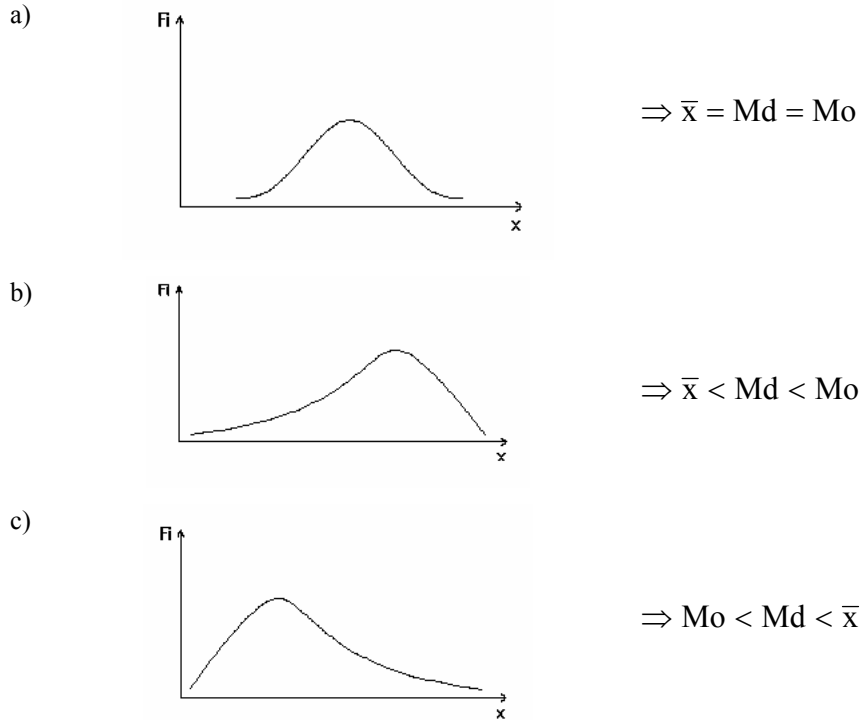 a)
Fi
x
⇒ x̅ = Md = Mo
b)
Fi
x
⇒ x̅ < Md < Mo
c)
Fi
x
⇒ Mo < Md < x̅